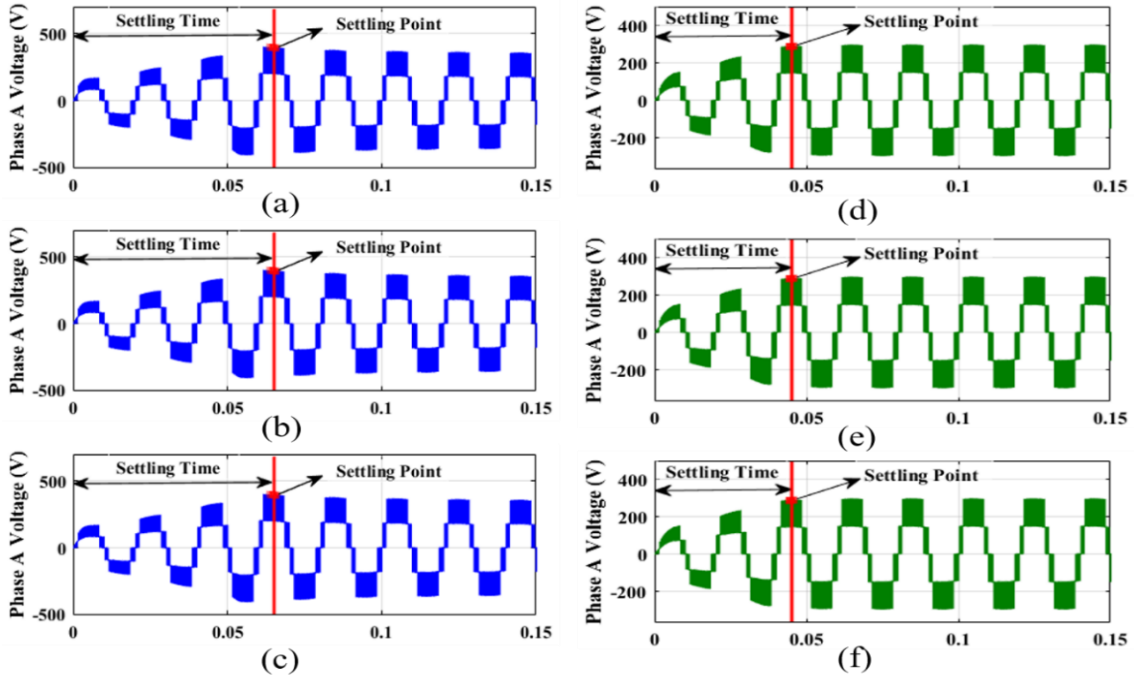 Phase A Voltage (V)
500
0
-500
Settling Time
Settling Point
0
0.05
0.1
0.15
(a)
Phase A Voltage (V)
500
0
500
Settling Time
Settling Point
0
0.05
0.1
0.15
(b)
Phase A Voltage (V)
500
0
-500
Settling Time
Settling Point
0
0.05
0.1
0.15
(c)
Phase A Voltage (V)
400
200
0
-200
Settling Time
Settling Point
0
0.05
0.1
0.15
(d)
Phase A Voltage (V)
400
200
0
-200
Settling Time
Settling Point
0
0.05
0.1
0.15
(e)
Phase A Voltage (V)
400
200
0
-200
Settling Time
Settling Point
0
0.05
0.1
0.15
(f)